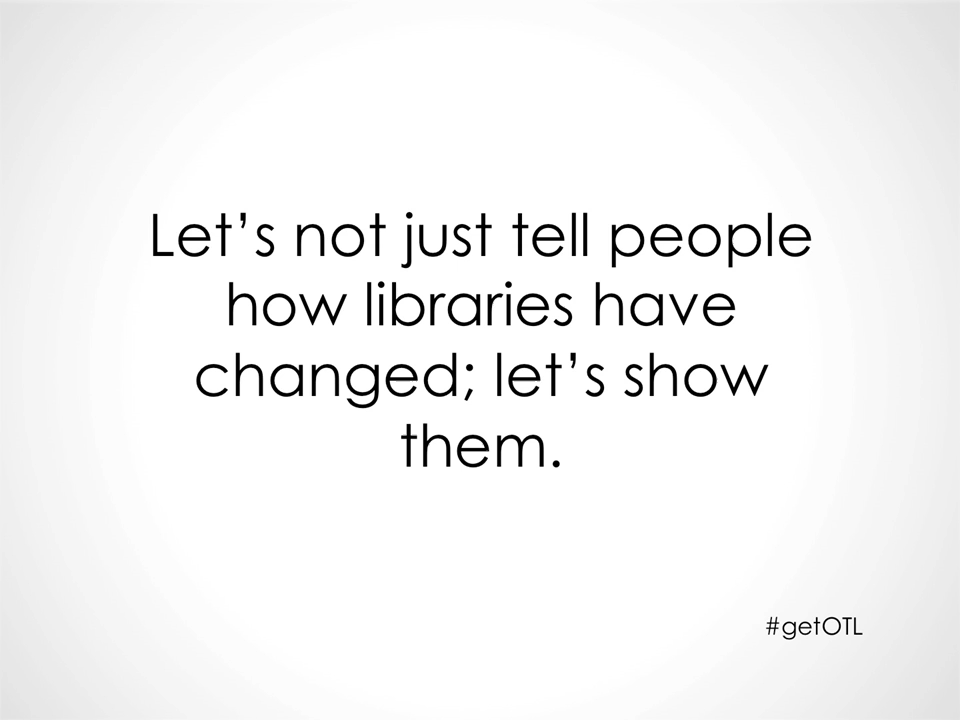 Let’s not just tell people
how libraries have
changed; let’s show
them.
#getOTL